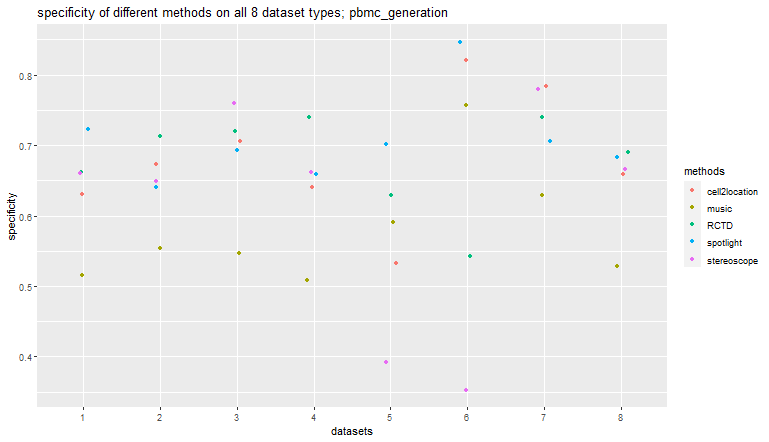 specificity of different methods on all 8 dataset types; pbmc_generation
0.8
0.7
0.6
0.5
0.4
specificity
1 2 3 4 5 6 7 8
datasets
methods
cell2location
music
RCTD
spotlight
stereoscope